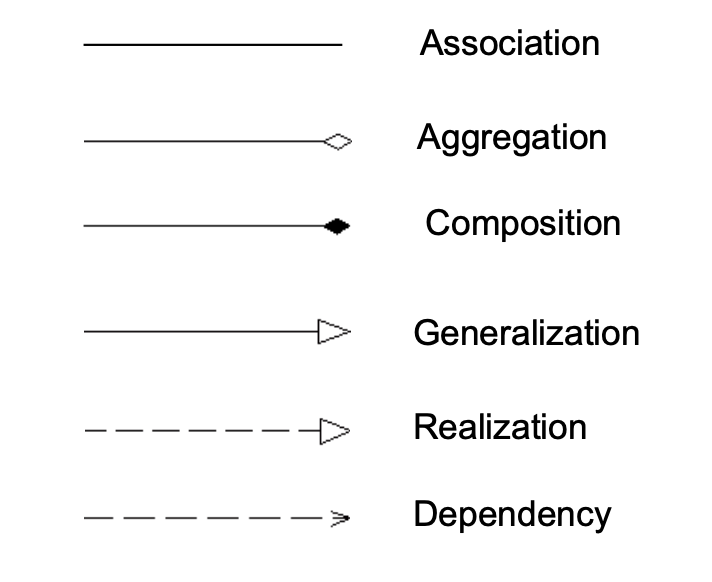 Association
Aggregation
Composition
Generalization
Realization
Dependency